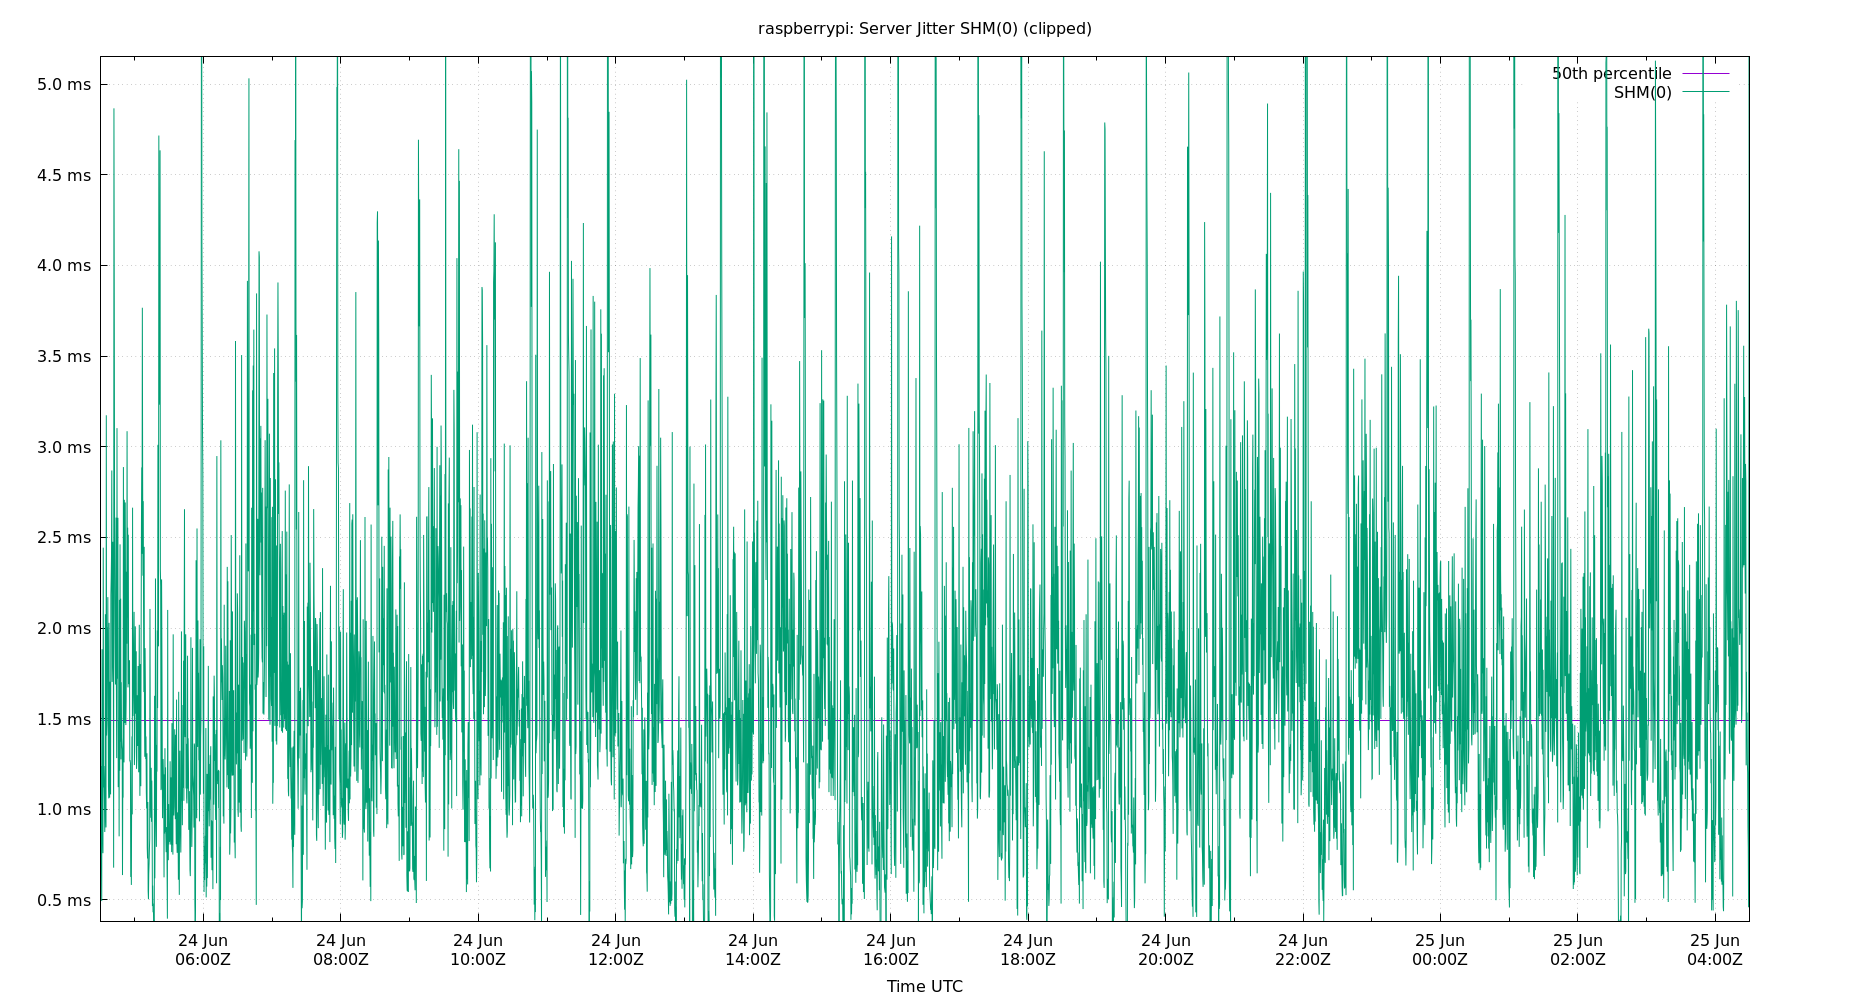 raspberrypi: Server Jitter SHM(0) (clipped)
50th percentile
SHM(0)
5.0 ms
4.5 ms
4.0 ms
3.5 ms
3.0 ms
2.5 ms
2.0 ms
1.5 ms
1.0 ms
0.5 ms
24 Jun 24 Jun 24 Jun 24 Jun 24 Jun 24 Jun 24 Jun 24 Jun 24 Jun 25 Jun 25 Jun 25 Jun
06:00Z 08:00Z 10:00Z 12:00Z 14:00Z 16:00Z 18:00Z 20:00Z 22:00Z 00:00Z 02:00Z 04:00Z
Time UTC